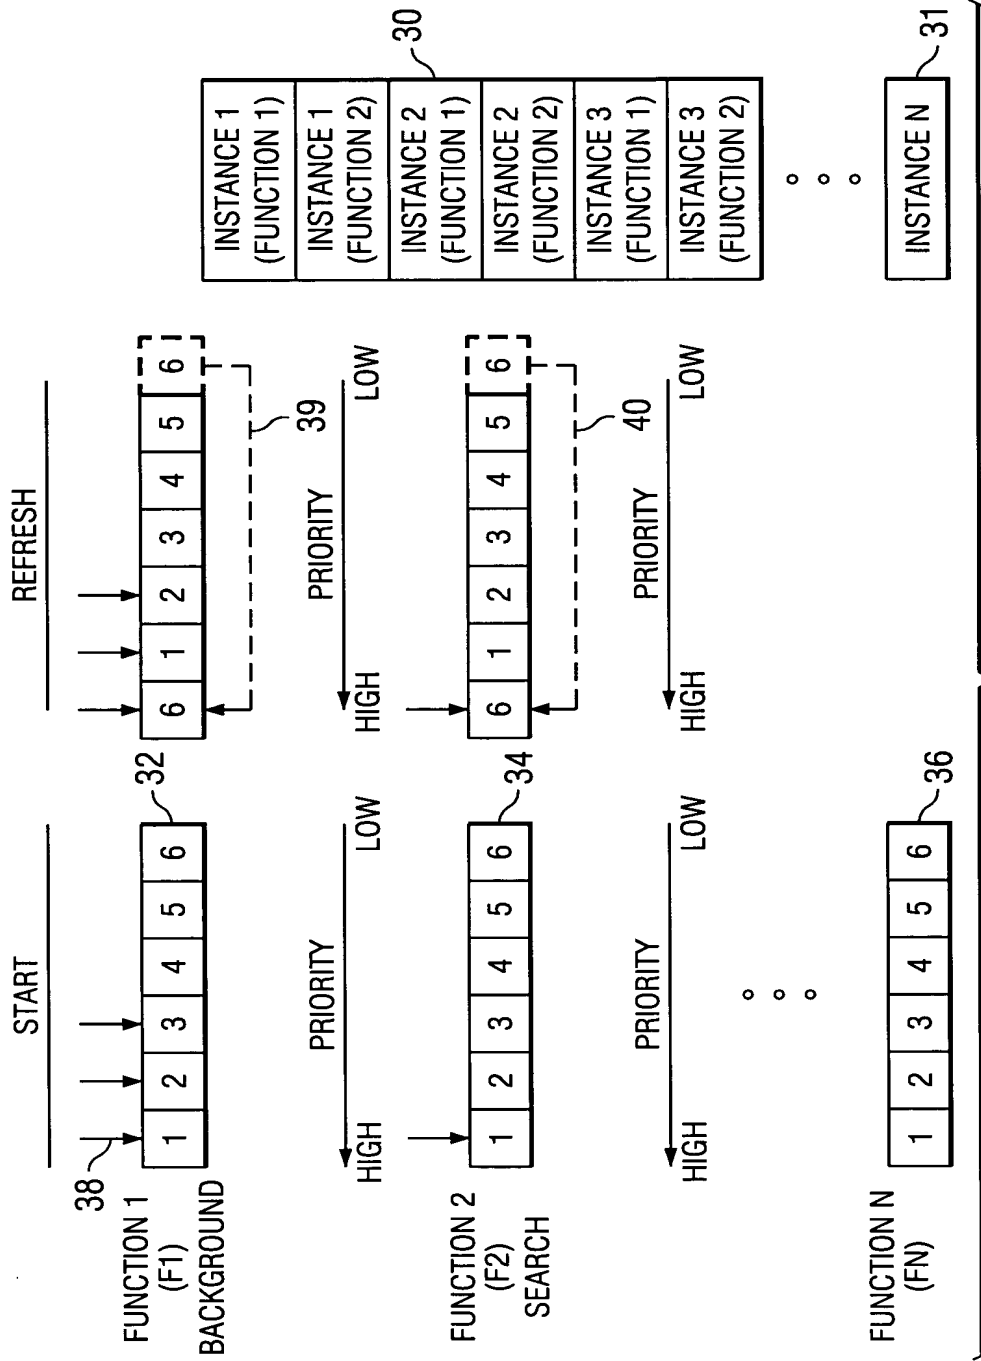 START
REFRESH
38
FUNCTION 1
(F1)
BACKGROUND
1 2 3 4 5 6
32
6 1 2 3 4 5 6
39
HIGH PRIORITY LOW
HIGH PRIORITY LOW
FUNCTION 2
(F2)
SEARCH
1 2 3 4 5 6
34
6 1 2 3 4 5 6
40
HIGH PRIORITY LOW
HIGH PRIORITY LOW
FUNCTION N
(FN)
1 2 3 4 5 6
36
INSTANCE 1
(FUNCTION 1)
INSTANCE 1
(FUNCTION 2)
INSTANCE 2
(FUNCTION 1)
INSTANCE 2
(FUNCTION 2)
INSTANCE 3
(FUNCTION 1)
INSTANCE 3
(FUNCTION 2)
30
INSTANCE N
31